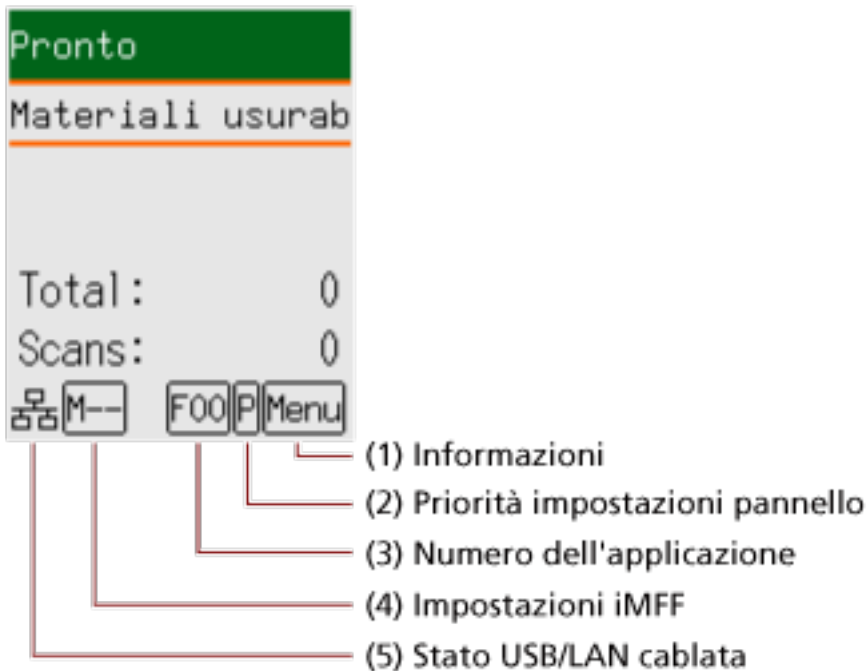 Pronto
Materiali usurab
Total: 0
Scans: 0
M-- F00 P Menu
(1) Informazioni
(2) Priorità impostazioni pannello
(3) Numero dell'applicazione
(4) Impostazioni iMFF
(5) Stato USB/LAN cablata